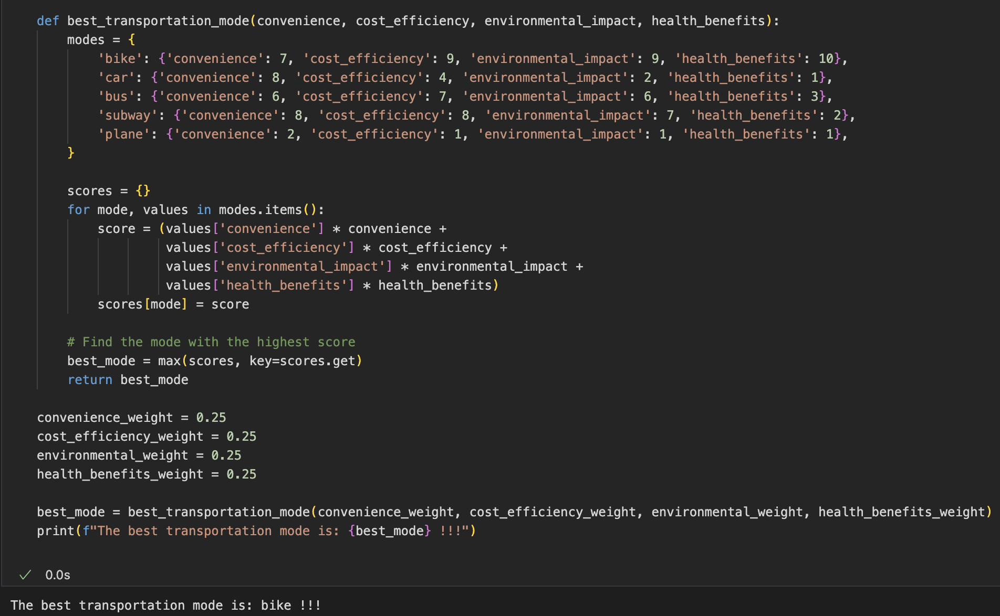 def best_transportation_mode(convenience, cost_efficiency, environmental_impact, health_benefits):
    modes = {
        'bike': {'convenience': 7, 'cost_efficiency': 9, 'environmental_impact': 9, 'health_benefits': 10},
        'car': {'convenience': 8, 'cost_efficiency': 4, 'environmental_impact': 2, 'health_benefits': 1},
        'bus': {'convenience': 6, 'cost_efficiency': 7, 'environmental_impact': 6, 'health_benefits': 3},
        'subway': {'convenience': 8, 'cost_efficiency': 8, 'environmental_impact': 7, 'health_benefits': 2},
        'plane': {'convenience': 2, 'cost_efficiency': 1, 'environmental_impact': 1, 'health_benefits': 1},
    }

    scores = {}
    for mode, values in modes.items():
        score = (values['convenience'] * convenience +
                 values['cost_efficiency'] * cost_efficiency +
                 values['environmental_impact'] * environmental_impact +
                 values['health_benefits'] * health_benefits)
        scores[mode] = score

    # Find the mode with the highest score
    best_mode = max(scores, key=scores.get)
    return best_mode

convenience_weight = 0.25
cost_efficiency_weight = 0.25
environmental_weight = 0.25
health_benefits_weight = 0.25

best_mode = best_transportation_mode(convenience_weight, cost_efficiency_weight, environmental_weight, health_benefits_weight)
print(f"The best transportation mode is: {best_mode} !!!")

0.0s
The best transportation mode is: bike !!!